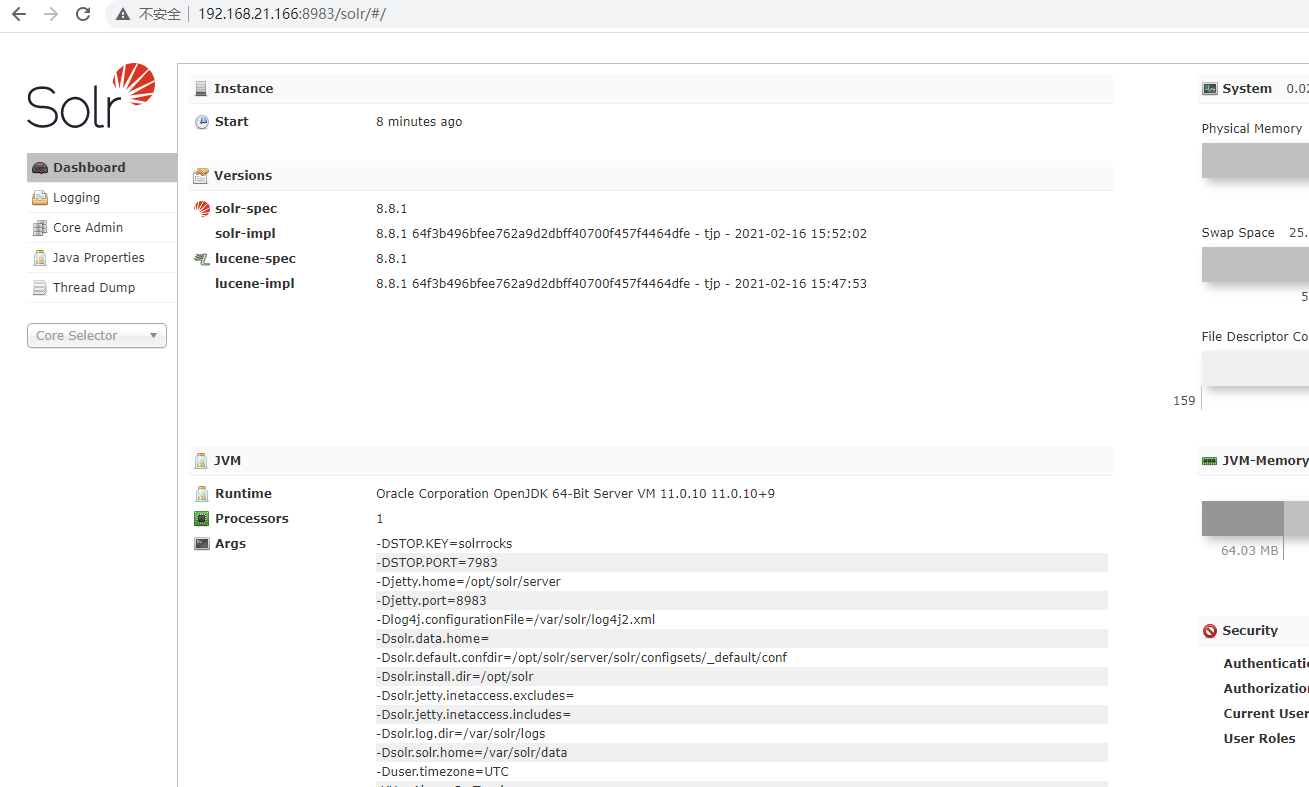 不安全 192.168.21.166:8983/solr/#/
Solr
Dashboard
Logging
Core Admin
Java Properties
Thread Dump
Core Selector
Instance
Start 8 minutes ago
Versions
solr-spec 8.8.1
solr-impl 8.8.1 64f3b496bfee762a9d2dbff40700f457f4464dfe - tjp - 2021-02-16 15:52:02
lucene-spec 8.8.1
lucene-impl 8.8.1 64f3b496bfee762a9d2dbff40700f457f4464dfe - tjp - 2021-02-16 15:47:53
JVM
Runtime Oracle Corporation OpenJDK 64-Bit Server VM 11.0.10 11.0.10+9
Processors 1
Args -DSTOP.KEY=solrrocks
-DSTOP.PORT=7983
-Djetty.home=/opt/solr/server
-Djetty.port=8983
-Dlog4j.configurationFile=/var/solr/log4j2.xml
-Dsolr.data.home=
-Dsolr.default.confdir=/opt/solr/server/solr/configsets/_default/conf
-Dsolr.install.dir=/opt/solr
-Dsolr.jetty.inetaccess.excludes=
-Dsolr.jetty.inetaccess.includes=
-Dsolr.log.dir=/var/solr/logs
-Dsolr.solr.home=/var/solr/data
-Duser.timezone=UTC
System 0.02
Physical Memory
Swap Space 25.
5
File Descriptor Co
159
JVM-Memory
64.03 MB
Security
Authenticatio
Authorization
Current User
User Roles